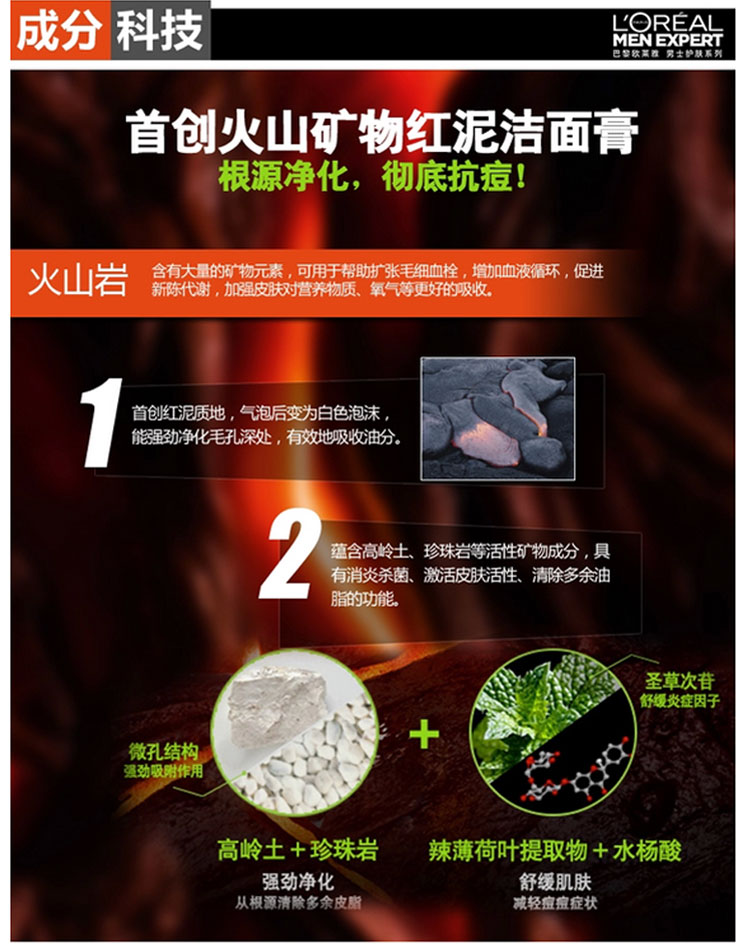 成分 科技
L'ORÉAL
MEN EXPERT
巴黎欧莱雅 男士护肤系列
首创火山矿物红泥洁面膏
根源净化，彻底抗痘！
火山岩
含有大量的矿物元素，可用于帮助扩张毛细血栓，增加血液循环，促进
新陈代谢，加强皮肤对营养物质、氧气等更好的吸收。
1
首创红泥质地，气泡后变为白色泡沫，
能强劲净化毛孔深处，有效地吸收油分。
2
蕴含高岭土、珍珠岩等活性矿物成分，具
有消炎杀菌、激活皮肤活性、清除多余油
脂的功能。
圣草次苷
舒缓炎症因子
微孔结构
强劲吸附作用
+
高岭土＋珍珠岩
辣薄荷叶提取物＋水杨酸
强劲净化
舒缓肌肤
从根源清除多余皮脂
减轻痘痘症状